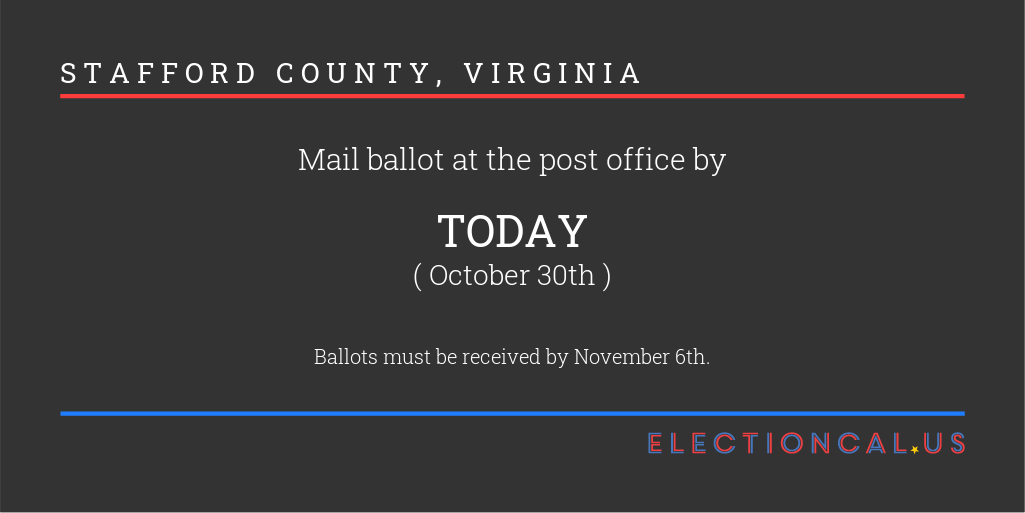 STAFFORD COUNTY, VIRGINIA
Mail ballot at the post office by
TODAY
( October 30th )
Ballots must be received by November 6th.
ELECTIONCAL.US